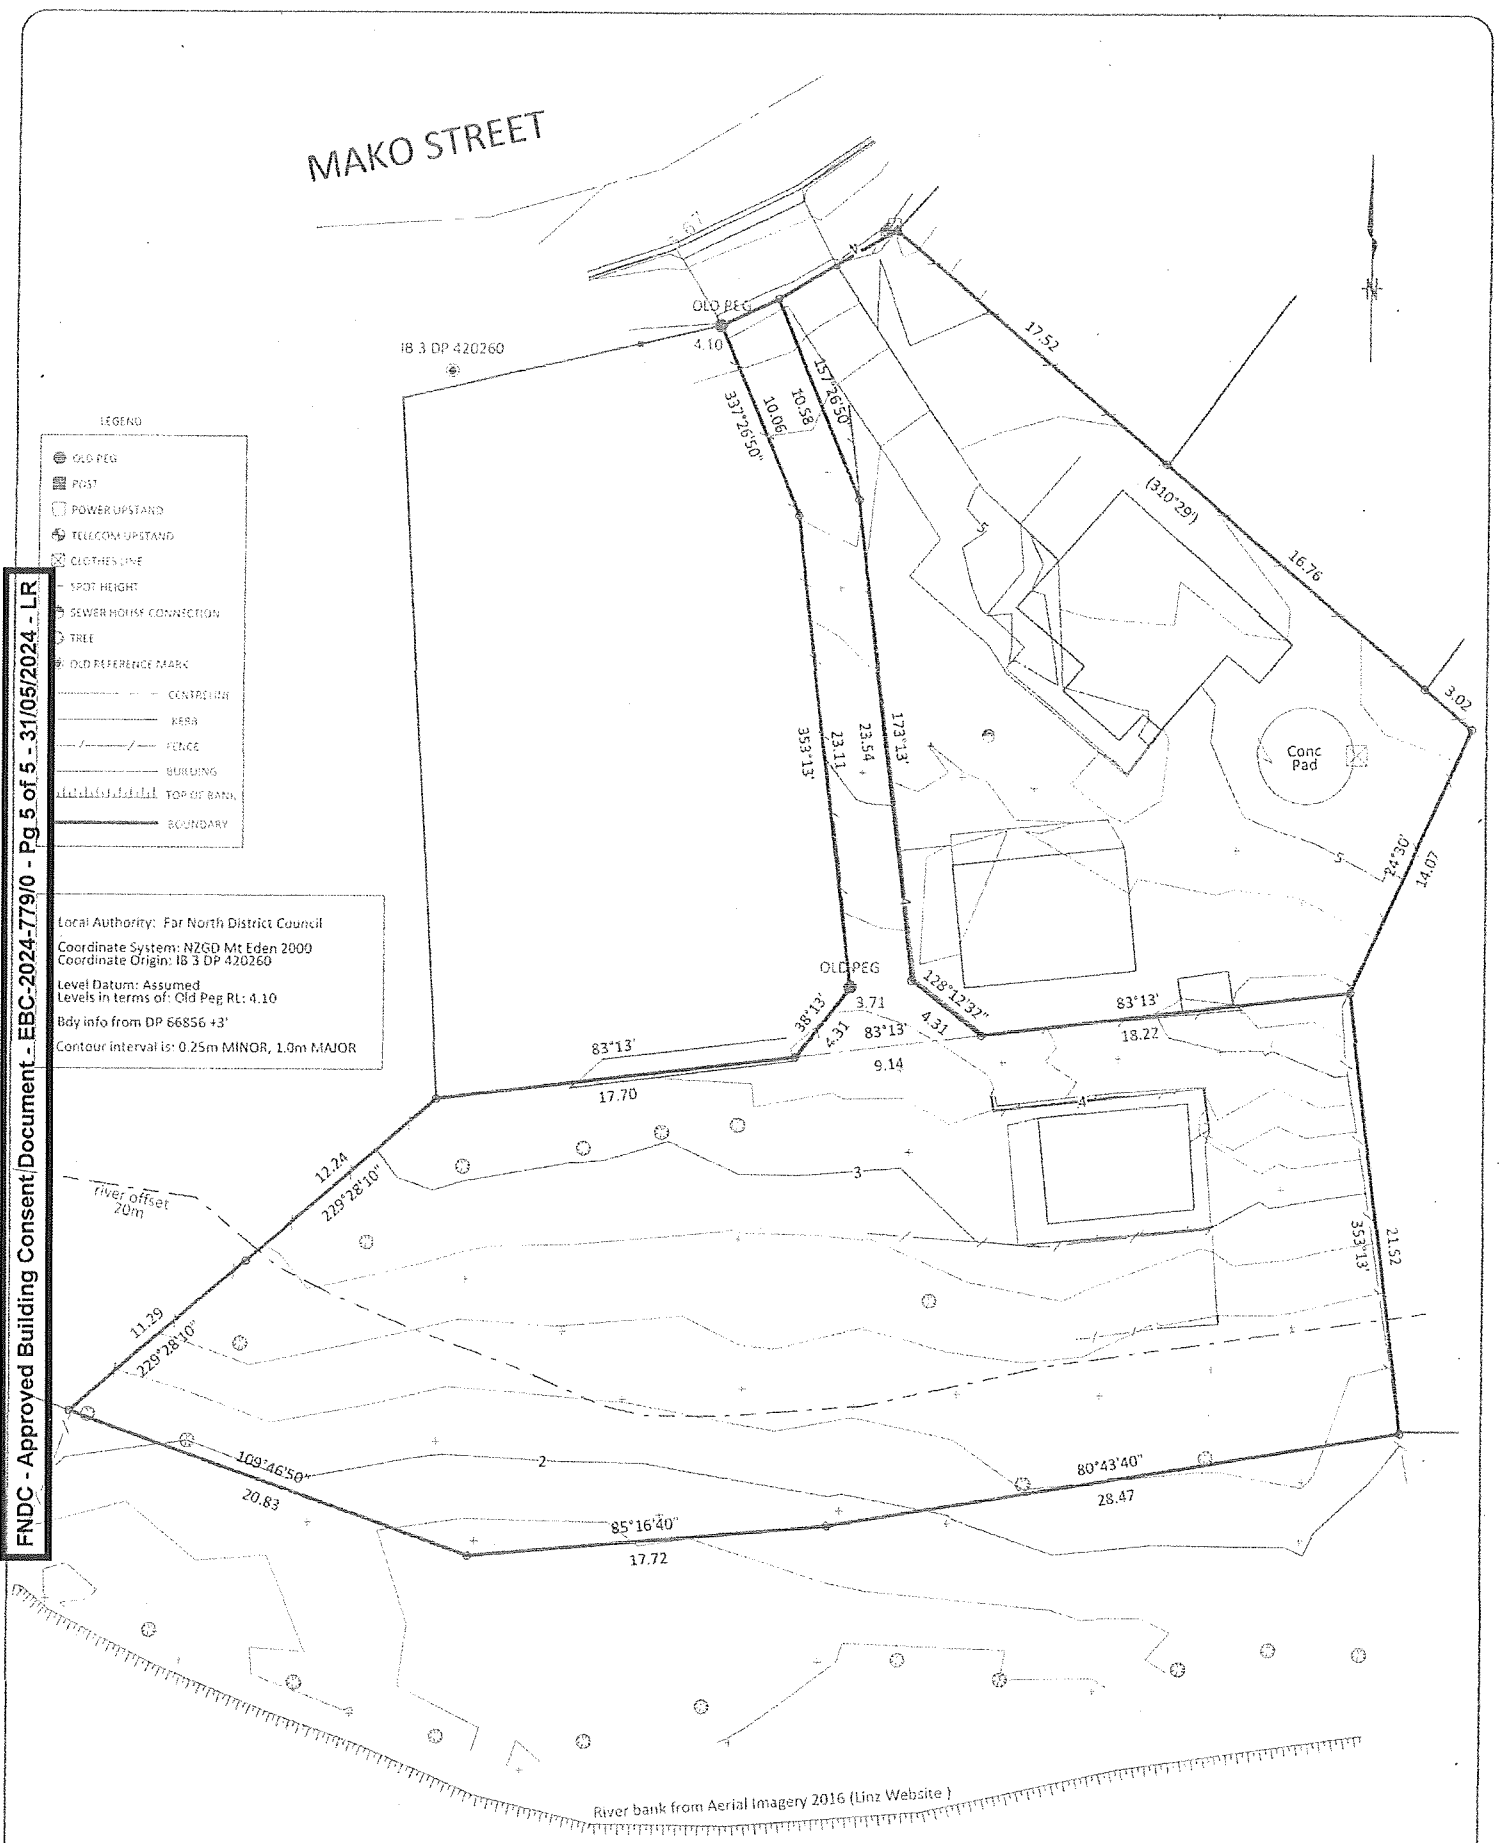 MAKO STREET
OLD PEG
4.10
IB 3 DP 420260
17.52
337°26'50"
10.06
10.58
157°26'50"
(310°29')
16.76
3.02
LEGEND
OLD PEG
POST
POWER UPSTAND
TELECOM UPSTAND
CLOTHES LINE
SPOT HEIGHT
SEWER HOUSE CONNECTION
TREE
OLD REFERENCE MARK
CENTRELINE
KERB
FENCE
BUILDING
TOP OF BANK
BOUNDARY
5
353°13'
23.11
23.54
173°13'
Conc
Pad
5
24°30'
14.07
4
Local Authority: Far North District Council
Coordinate System: NZGD Mt Eden 2000
Coordinate Origin: IB 3 DP 420260
Level Datum: Assumed
Levels in terms of: Old Peg RL: 4.10
Bdy info from DP 66856 +3'
Contour interval is: 0.25m MINOR, 1.0m MAJOR
OLD PEG
38°13'
4.31
3.71
83°13'
9.14
128°12'32"
4.31
83°13'
18.22
83°13'
17.70
4
3
12.24
229°28'10"
river offset
20m
353°13'
21.52
11.29
229°28'10"
109°46'50"
20.83
2
85°16'40"
17.72
80°43'40"
28.47
River bank from Aerial Imagery 2016 (Linz Website )
FNDC - Approved Building Consent Document - EBC-2024-779/0 - Pg 5 of 5 - 31/05/2024 - LR